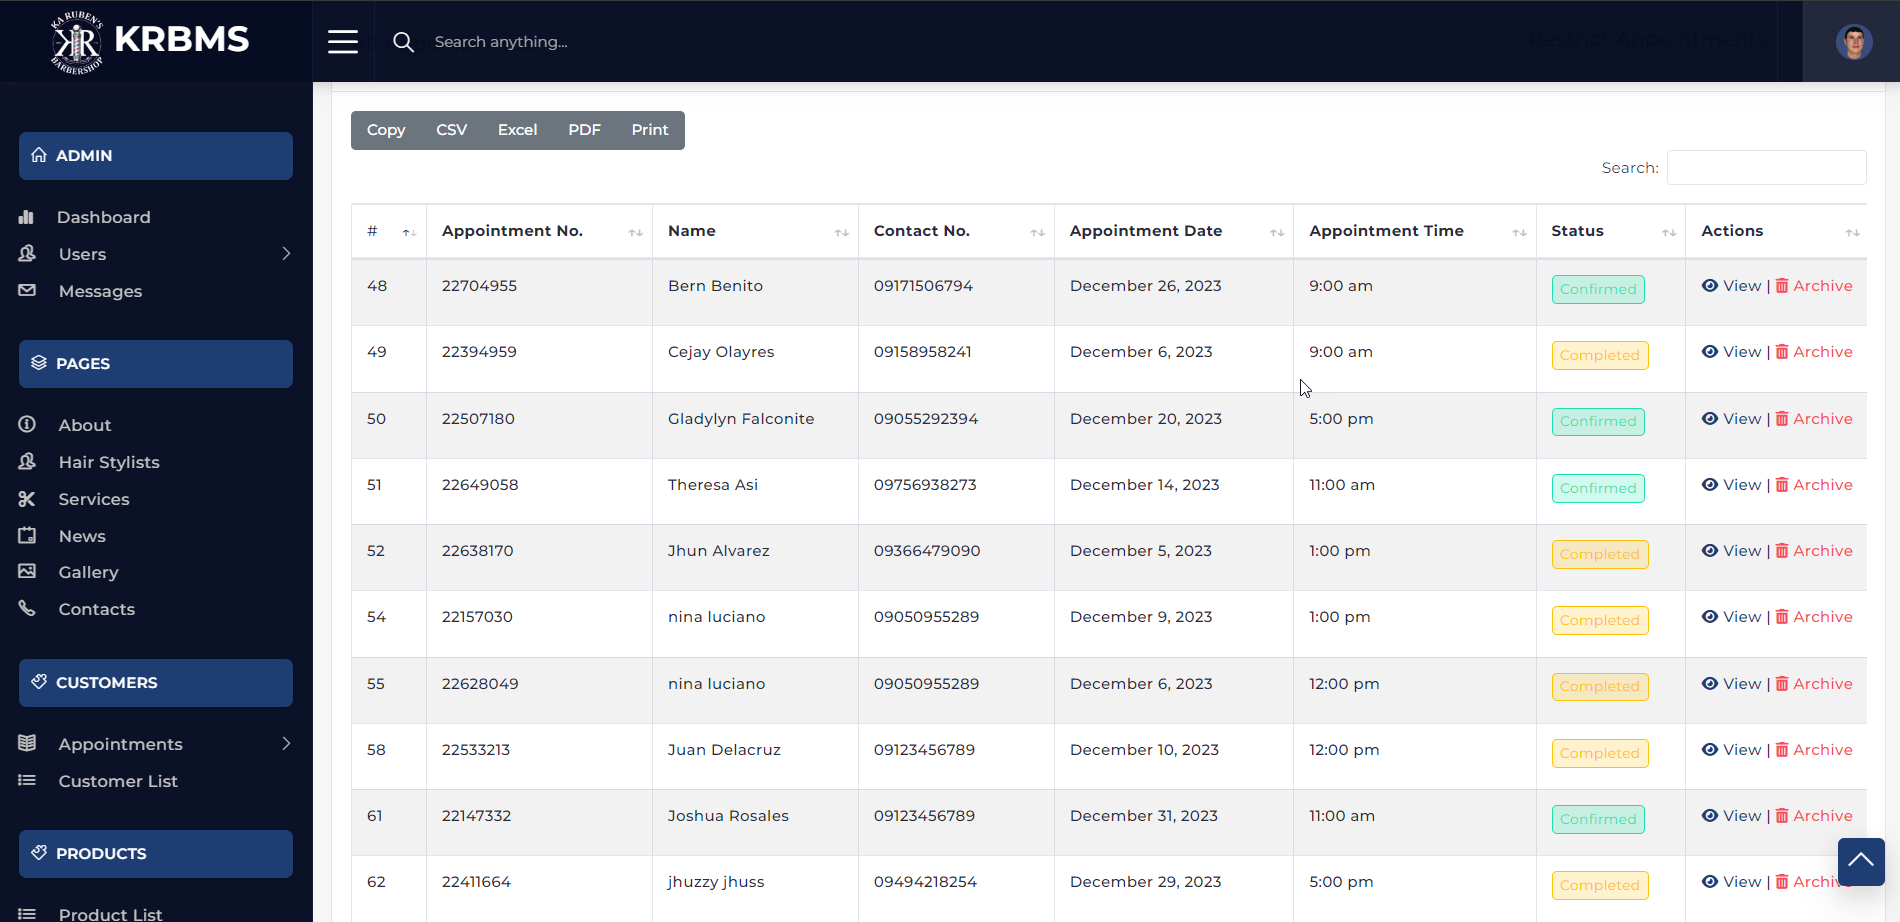 KA RUBEN'S
KR
BARBERSHOP
KRBMS
Search anything...
Restrict Appointments
ADMIN
Dashboard
Users
Messages
PAGES
About
Hair Stylists
Services
News
Gallery
Contacts
CUSTOMERS
Appointments
Customer List
PRODUCTS
Product List
Copy CSV Excel PDF Print
Search:
# Appointment No. Name Contact No. Appointment Date Appointment Time Status Actions
48 22704955 Bern Benito 09171506794 December 26, 2023 9:00 am Confirmed View | Archive
49 22394959 Cejay Olayres 09158958241 December 6, 2023 9:00 am Completed View | Archive
50 22507180 Gladylyn Falconite 09055292394 December 20, 2023 5:00 pm Confirmed View | Archive
51 22649058 Theresa Asi 09756938273 December 14, 2023 11:00 am Confirmed View | Archive
52 22638170 Jhun Alvarez 09366479090 December 5, 2023 1:00 pm Completed View | Archive
54 22157030 nina luciano 09050955289 December 9, 2023 1:00 pm Completed View | Archive
55 22628049 nina luciano 09050955289 December 6, 2023 12:00 pm Completed View | Archive
58 22533213 Juan Delacruz 09123456789 December 10, 2023 12:00 pm Completed View | Archive
61 22147332 Joshua Rosales 09123456789 December 31, 2023 11:00 am Confirmed View | Archive
62 22411664 jhuzzy jhuss 09494218254 December 29, 2023 5:00 pm Completed View | Archive